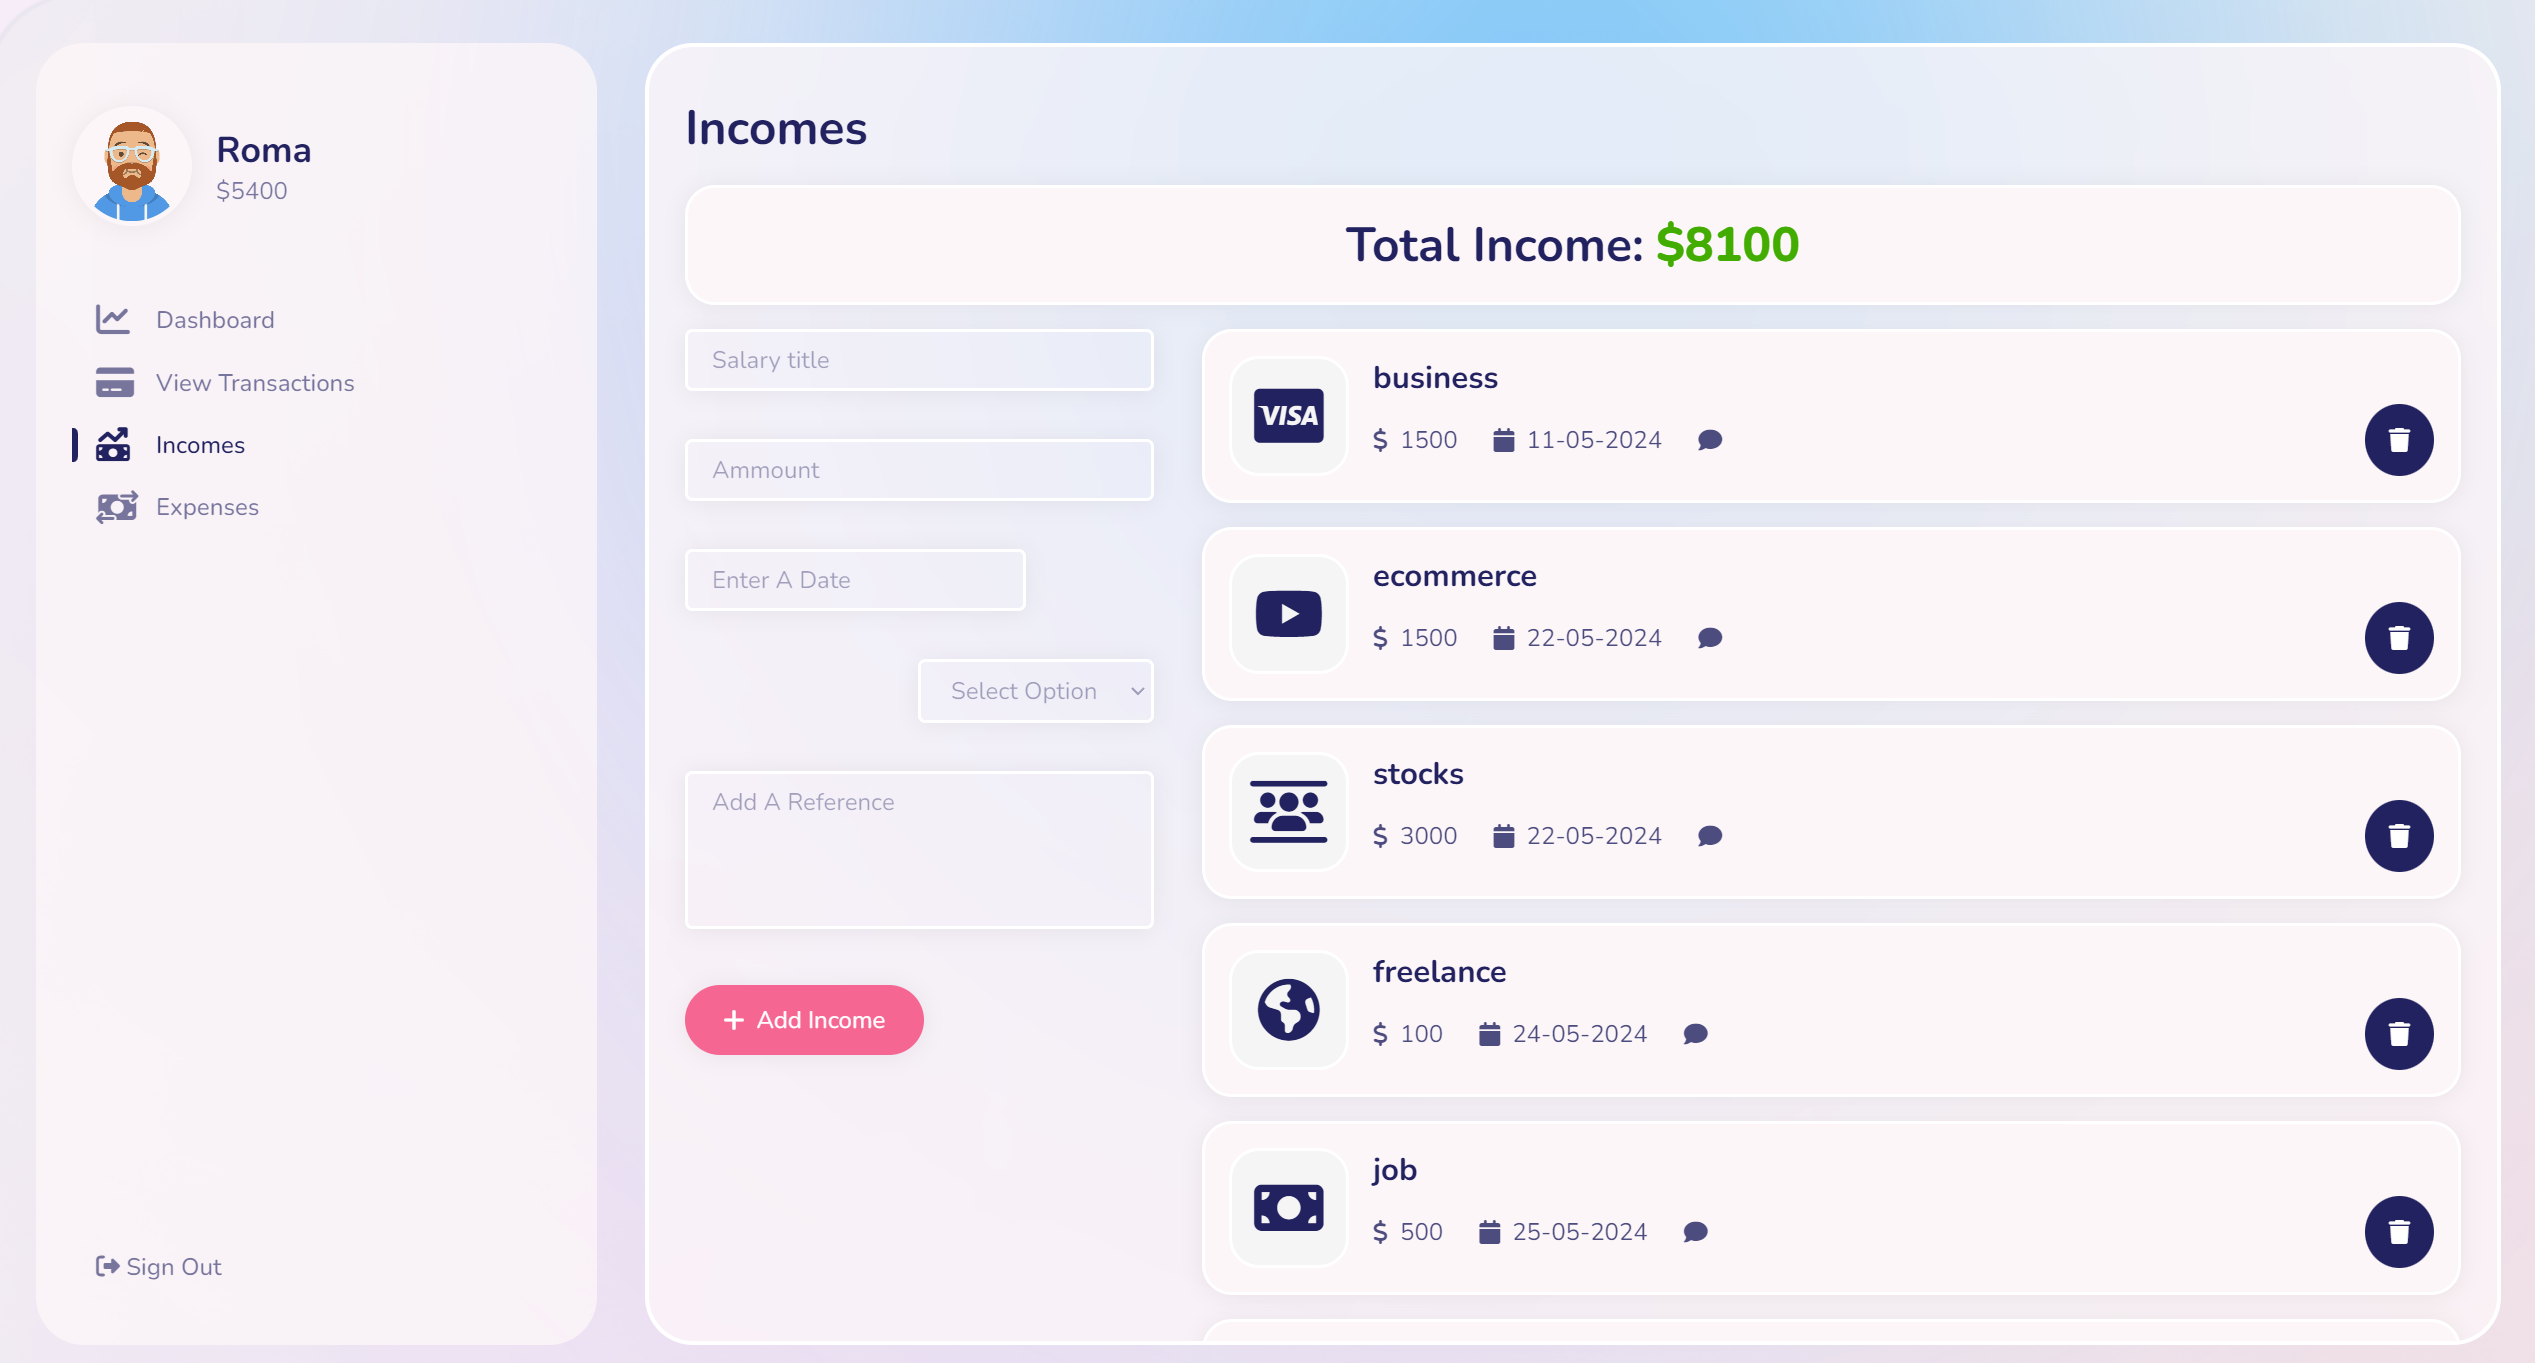 Roma
$5400
Dashboard
View Transactions
Incomes
Expenses
Sign Out
Incomes
Total Income: $8100
Salary title
Ammount
Enter A Date
Select Option
Add A Reference
+ Add Income
VISA
business
$ 1500 11-05-2024
ecommerce
$ 1500 22-05-2024
stocks
$ 3000 22-05-2024
freelance
$ 100 24-05-2024
job
$ 500 25-05-2024